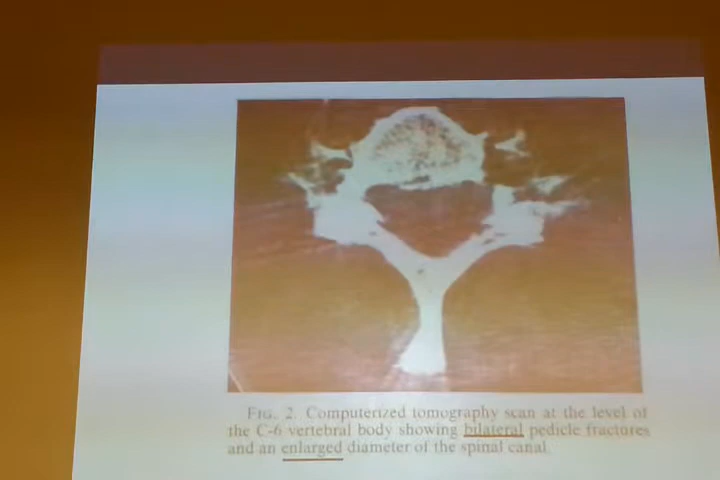 FIG. 2. Computerized tomography scan at the level of
the C-6 vertebral body showing bilateral pedicle fractures
and an enlarged diameter of the spinal canal.